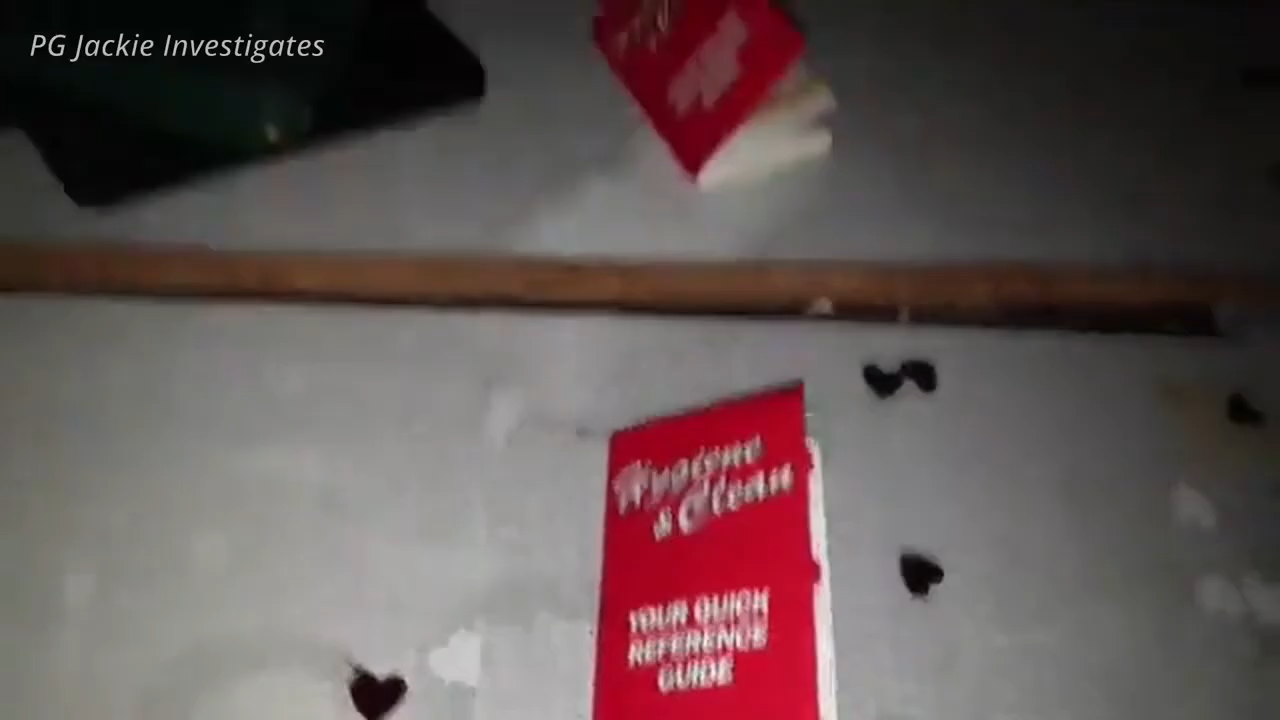 PG Jackie Investigates
Hygiene
& Clean
YOUR QUICK
REFERENCE
GUIDE